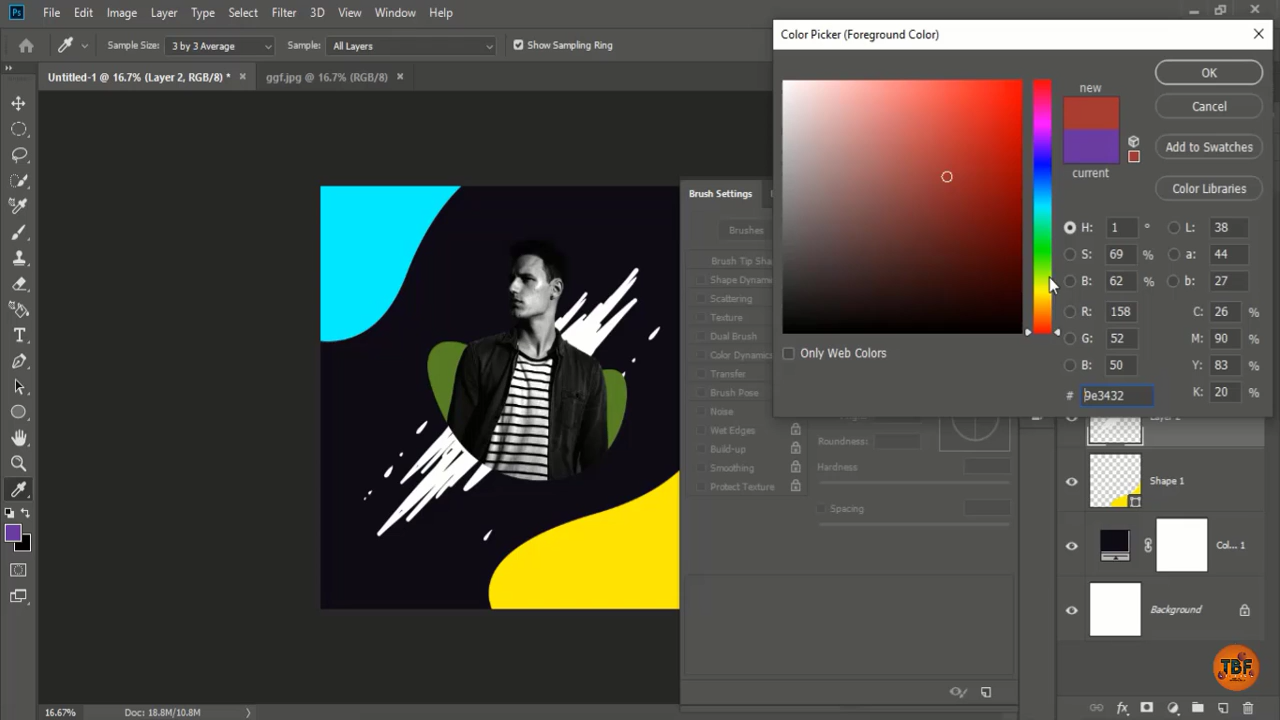 Ps File Edit Image Layer Type Select Filter 3D View Window Help
Sample Size: 3 by 3 Average Sample: All Layers Show Sampling Ring
Untitled-1 @ 16.7% (Layer 2, RGB/8) * × ggf.jpg @ 16.7% (RGB/8) ×
Color Picker (Foreground Color)
new
current
OK
Cancel
Add to Swatches
Color Libraries
H: 1 ° L: 38
S: 69 % a: 44
B: 62 % b: 27
R: 158 C: 26 %
G: 52 M: 90 %
B: 50 Y: 83 %
# 9e3432 K: 20 %
Only Web Colors
Brush Settings
Brushes
Brush Tip Sha
Shape Dynamic
Scattering
Texture
Dual Brush
Color Dynamic
Transfer
Brush Pose
Noise
Wet Edges
Build-up
Smoothing
Protect Texture
Roundness:
Hardness
Spacing
Shape 1
Col... 1
Background
TBF
16.67% Doc: 18.8M/10.8M